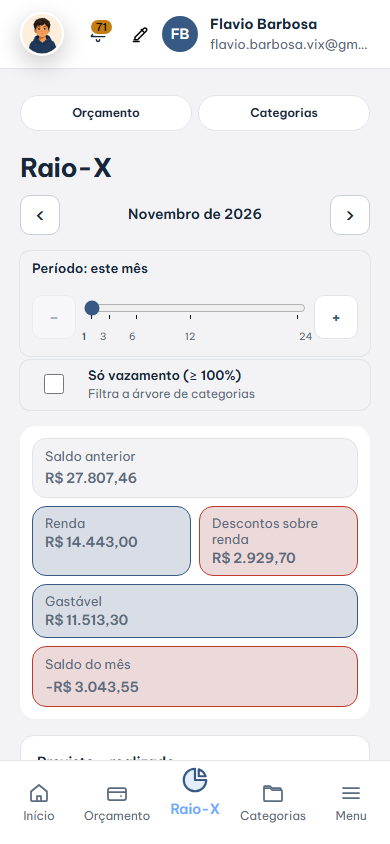 71
FB
Flavio Barbosa
flavio.barbosa.vix@gm...
Orçamento
Categorias
Raio-X
Novembro de 2026
Período: este mês
−
+
1 3 6 12 24
Só vazamento (≥ 100%)
Filtra a árvore de categorias
Saldo anterior
R$ 27.807,46
Renda
R$ 14.443,00
Descontos sobre
renda
R$ 2.929,70
Gastável
R$ 11.513,30
Saldo do mês
-R$ 3.043,55
Início
Orçamento
Raio-X
Categorias
Menu